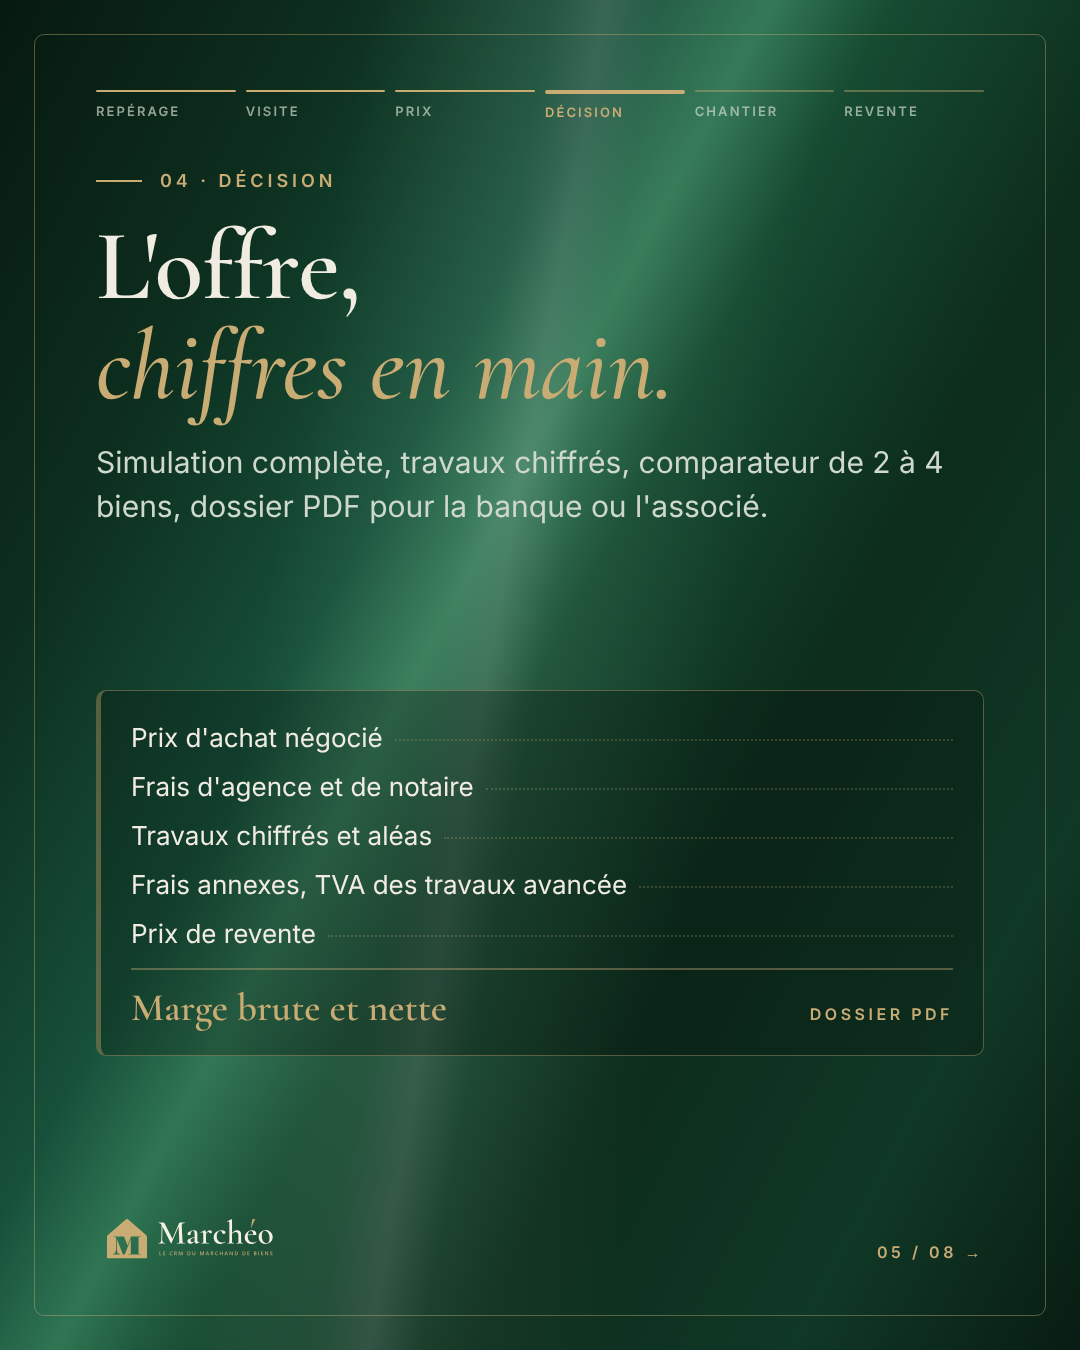 REPÉRAGE VISITE PRIX DÉCISION CHANTIER REVENTE
04 · DÉCISION
L'offre,
chiffres en main.
Simulation complète, travaux chiffrés, comparateur de 2 à 4
biens, dossier PDF pour la banque ou l'associé.
Prix d'achat négocié
Frais d'agence et de notaire
Travaux chiffrés et aléas
Frais annexes, TVA des travaux avancée
Prix de revente
Marge brute et nette DOSSIER PDF
M Marchéo
LE CRM DU MARCHAND DE BIENS
05 / 08 →